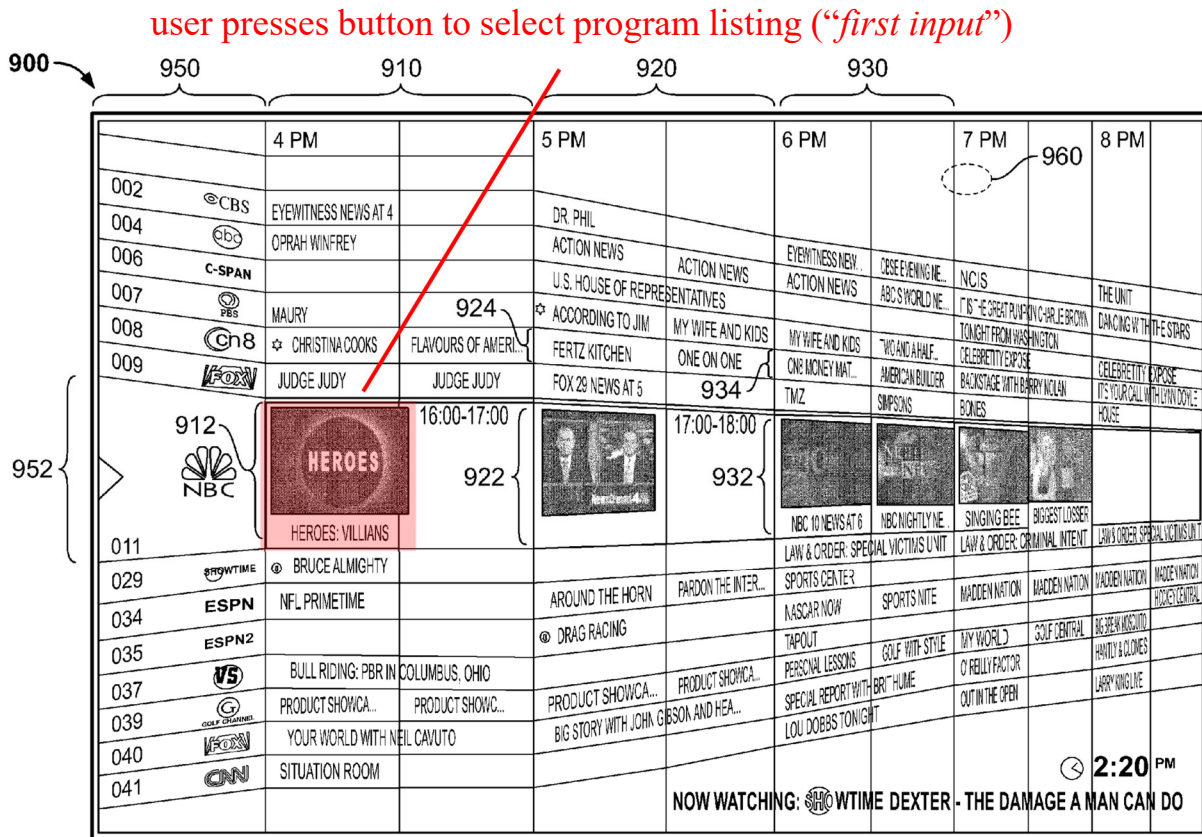 user presses button to select program listing (“first input”)
900 950 910 920 930
4 PM 5 PM 6 PM 7 PM 8 PM
960
002 CBS EYEWITNESS NEWS AT 4 DR. PHIL EYEWITNESS NEW... CBSE EVENING NE... NCIS THE UNIT
004 abc OPRAH WINFREY ACTION NEWS ACTION NEWS ACTION NEWS ABC S WORLD NE... IT IS THE GREAT PUMPKIN CHARLIE BROWN DANCING WITH THE STARS
006 C-SPAN U.S. HOUSE OF REPRESENTATIVES TONIGHT FROM WASHINGTON
007 PBS MAURY 924 ACCORDING TO JIM MY WIFE AND KIDS MY WIFE AND KIDS TWO AND A HALF... CELEBRETITY EXPOSE CELEBRETITY EXPOSE
008 cn8 CHRISTINA COOKS FLAVOURS OF AMERI... FERTZ KITCHEN ONE ON ONE CN8 MONEY MAT... AMERICAN BUILDER BACKSTAGE WITH BARRY NOLAN IT'S YOUR CALL WITH LYNN DOYLE
009 FOX JUDGE JUDY JUDGE JUDY FOX 29 NEWS AT 5 934 TMZ SIMPSONS BONES HOUSE
912 16:00-17:00 17:00-18:00
HEROES
952 NBC 922 932
HEROES: VILLIANS NBC 10 NEWS AT 6 NBC NIGHTLY NE... SINGING BEE BIGGEST LOSSER
011 LAW & ORDER: SPECIAL VICTIMS UNIT LAW & ORDER: CRIMINAL INTENT LAW & ORDER: SPECIAL VICTIMS UNIT
029 SHOWTIME BRUCE ALMIGHTY SPORTS CENTER
034 ESPN NFL PRIMETIME AROUND THE HORN PARDON THE INTER... NASCAR NOW SPORTS NITE MADDEN NATION MADDEN NATION MADDEN NATION MADDEN NATION
HOCKEY CENTRAL
035 ESPN2 DRAG RACING TAPOUT GOLF WITH STYLE MY WORLD GOLF CENTRAL BIG BREAK MOSQUITO
037 VS BULL RIDING: PBR IN COLUMBUS, OHIO PERSONAL LESSONS O' REILLY FACTOR HANTLY & CLONES
039 G GOLF CHANNEL PRODUCT SHOWCA... PRODUCT SHOWC... PRODUCT SHOWCA... PRODUCT SHOWCA... SPECIAL REPORT WITH BRIT HUME OUT IN THE OPEN LARRY KING LIVE
040 FOX YOUR WORLD WITH NEIL CAVUTO BIG STORY WITH JOHN GIBSON AND HEA... LOU DOBBS TONIGHT
041 CNN SITUATION ROOM
2:20 PM
NOW WATCHING: SHOWTIME DEXTER - THE DAMAGE A MAN CAN DO